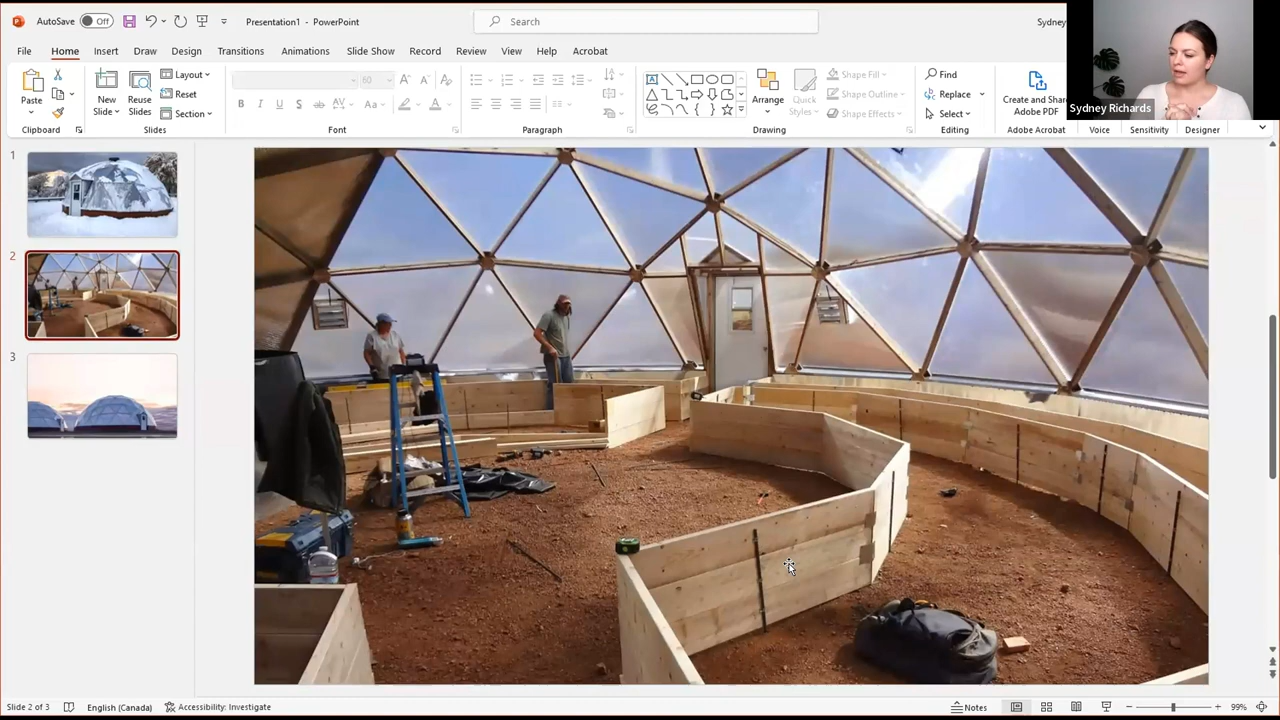 AutoSave Off Presentation1 - PowerPoint Search Sydney
File Home Insert Draw Design Transitions Animations Slide Show Record Review View Help Acrobat
Paste New Slide Reuse Slides Layout Reset Section 60 Aa Arrange Quick Styles Shape Fill Shape Outline Shape Effects Find Replace Select Create and Share Adobe PDF
Sydney Richards
Clipboard Slides Font Paragraph Drawing Editing Adobe Acrobat Voice Sensitivity Designer
1
2
3
Slide 2 of 3 English (Canada) Accessibility: Investigate Notes 99%